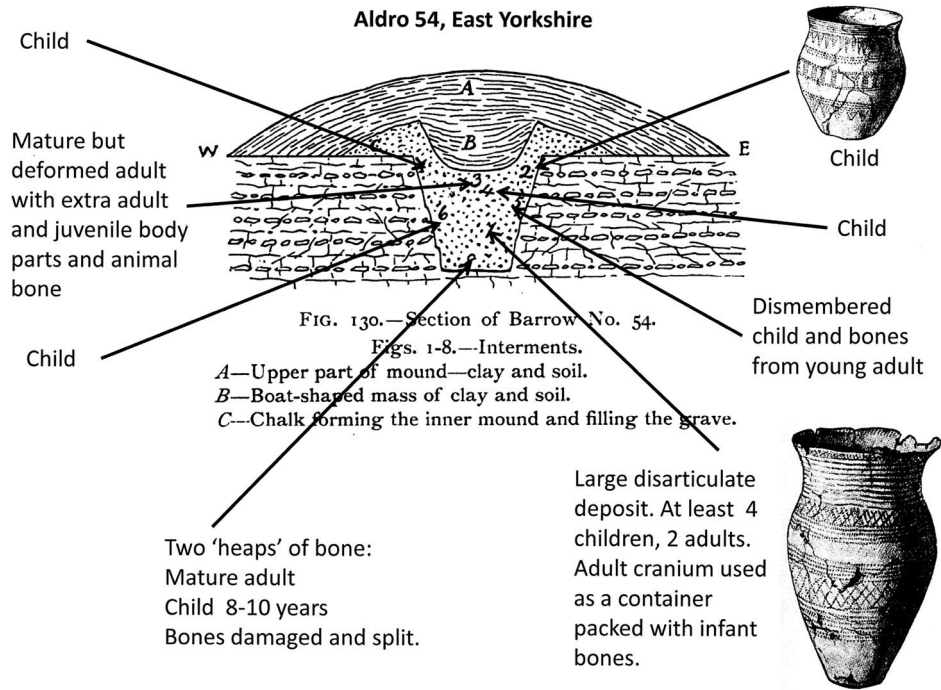 Aldro 54, East Yorkshire
Child
Mature but
deformed adult
with extra adult
and juvenile body
parts and animal
bone
Child
Child
Child
Dismembered
child and bones
from young adult
W
E
A
B
C
2
3
4
6
8
FIG. 130.—Section of Barrow No. 54.
Figs. 1-8.—Interments.
A—Upper part of mound—clay and soil.
B—Boat-shaped mass of clay and soil.
C—Chalk forming the inner mound and filling the grave.
Two ‘heaps’ of bone:
Mature adult
Child 8-10 years
Bones damaged and split.
Large disarticulate
deposit. At least 4
children, 2 adults.
Adult cranium used
as a container
packed with infant
bones.